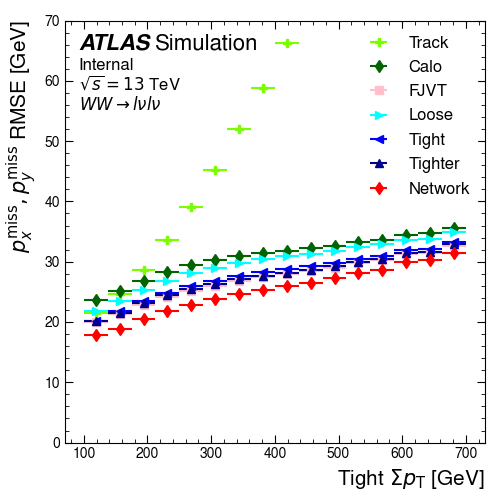 ATLAS Simulation
Internal
√s = 13 TeV
WW → lνlν
Track
Calo
FJVT
Loose
Tight
Tighter
Network
p_x^miss, p_y^miss RMSE [GeV]
70
60
50
40
30
20
10
0
100 200 300 400 500 600 700
Tight Σp_T [GeV]